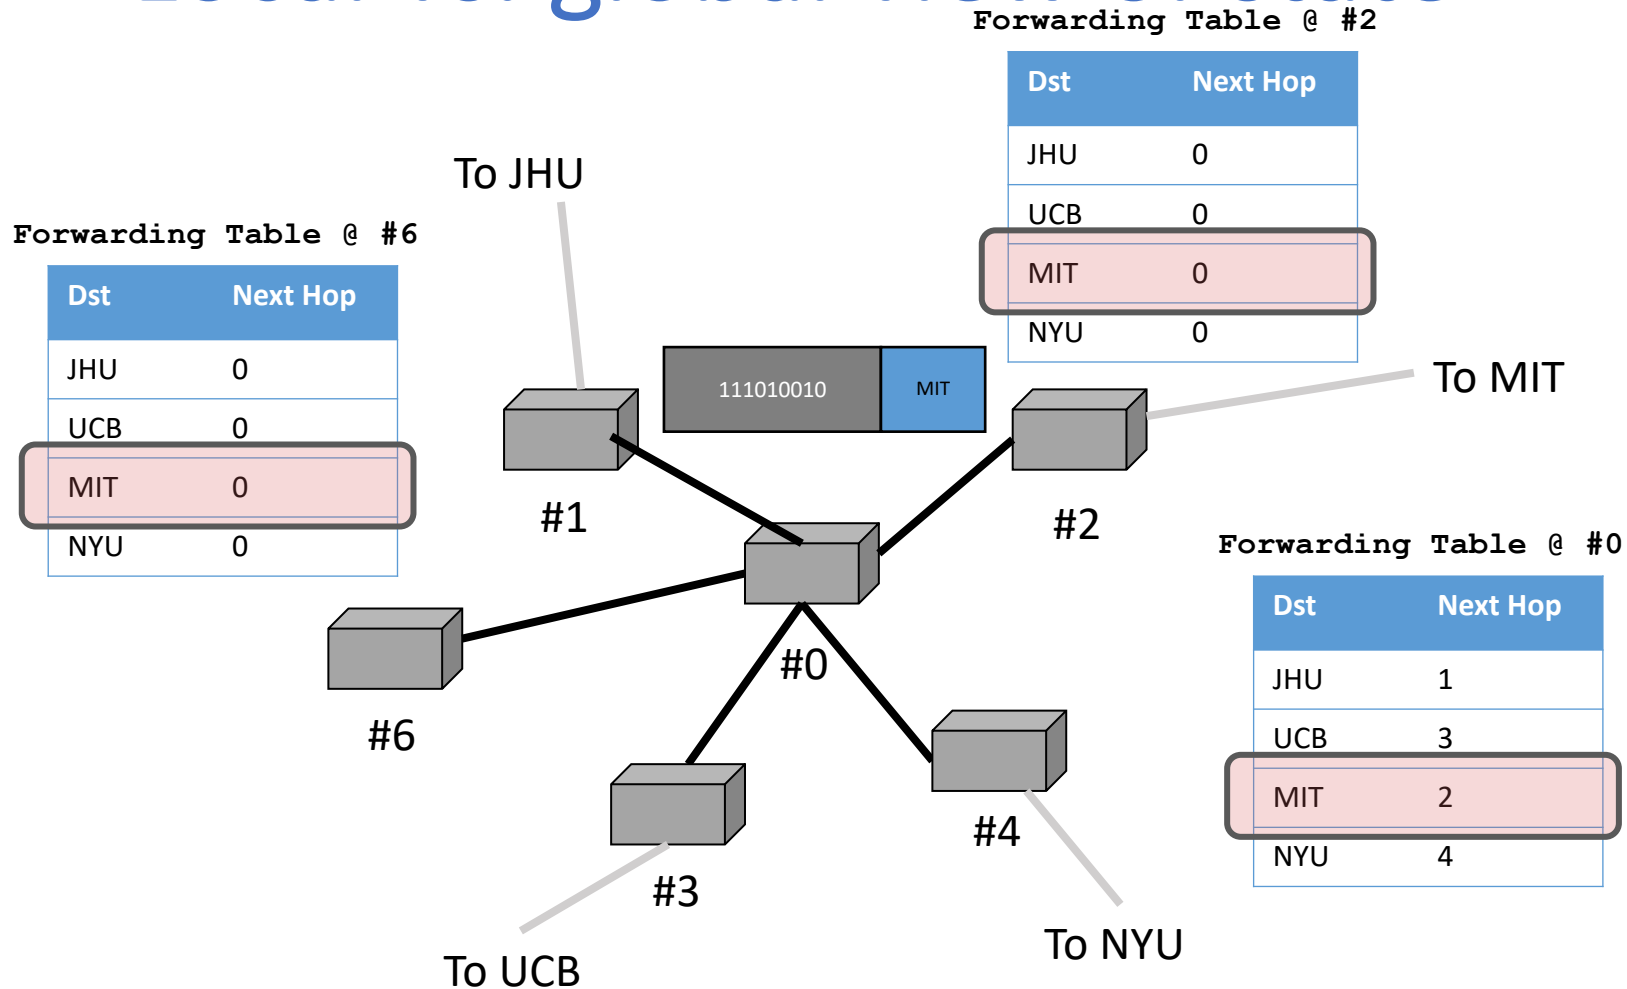 Forwarding Table @ #2
Dst Next Hop
JHU 0
UCB 0
MIT 0
NYU 0
To JHU
Forwarding Table @ #6
Dst Next Hop
JHU 0
UCB 0
MIT 0
NYU 0
111010010 MIT
To MIT
#1
#2
Forwarding Table @ #0
Dst Next Hop
JHU 1
UCB 3
MIT 2
NYU 4
#0
#6
#4
#3
To NYU
To UCB